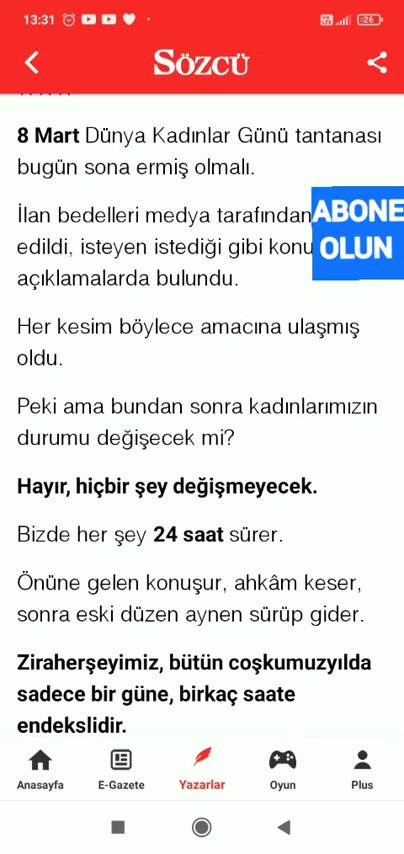 13:31
26
SÖZCÜ
8 Mart Dünya Kadınlar Günü tantanası
bugün sona ermiş olmalı.
İlan bedelleri medya tarafından
ABONE
OLUN
edildi, isteyen istediği gibi konu
açıklamalarda bulundu.
Her kesim böylece amacına ulaşmış
oldu.
Peki ama bundan sonra kadınlarımızın
durumu değişecek mi?
Hayır, hiçbir şey değişmeyecek.
Bizde her şey 24 saat sürer.
Önüne gelen konuşur, ahkâm keser,
sonra eski düzen aynen sürüp gider.
Ziraherşeyimiz, bütün coşkumuzyılda
sadece bir güne, birkaç saate
endekslidir.
Anasayfa
E-Gazete
Yazarlar
Oyun
Plus